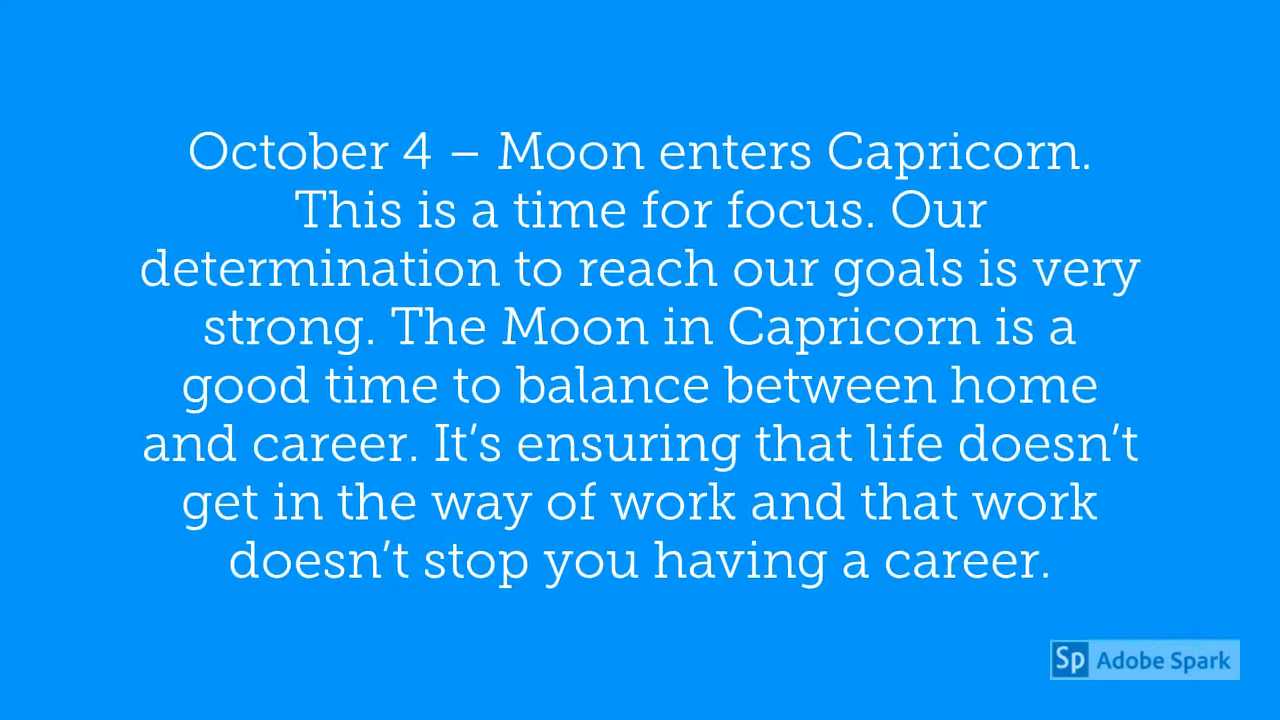 October 4 – Moon enters Capricorn.
This is a time for focus. Our
determination to reach our goals is very
strong. The Moon in Capricorn is a
good time to balance between home
and career. It’s ensuring that life doesn’t
get in the way of work and that work
doesn’t stop you having a career.
Sp Adobe Spark